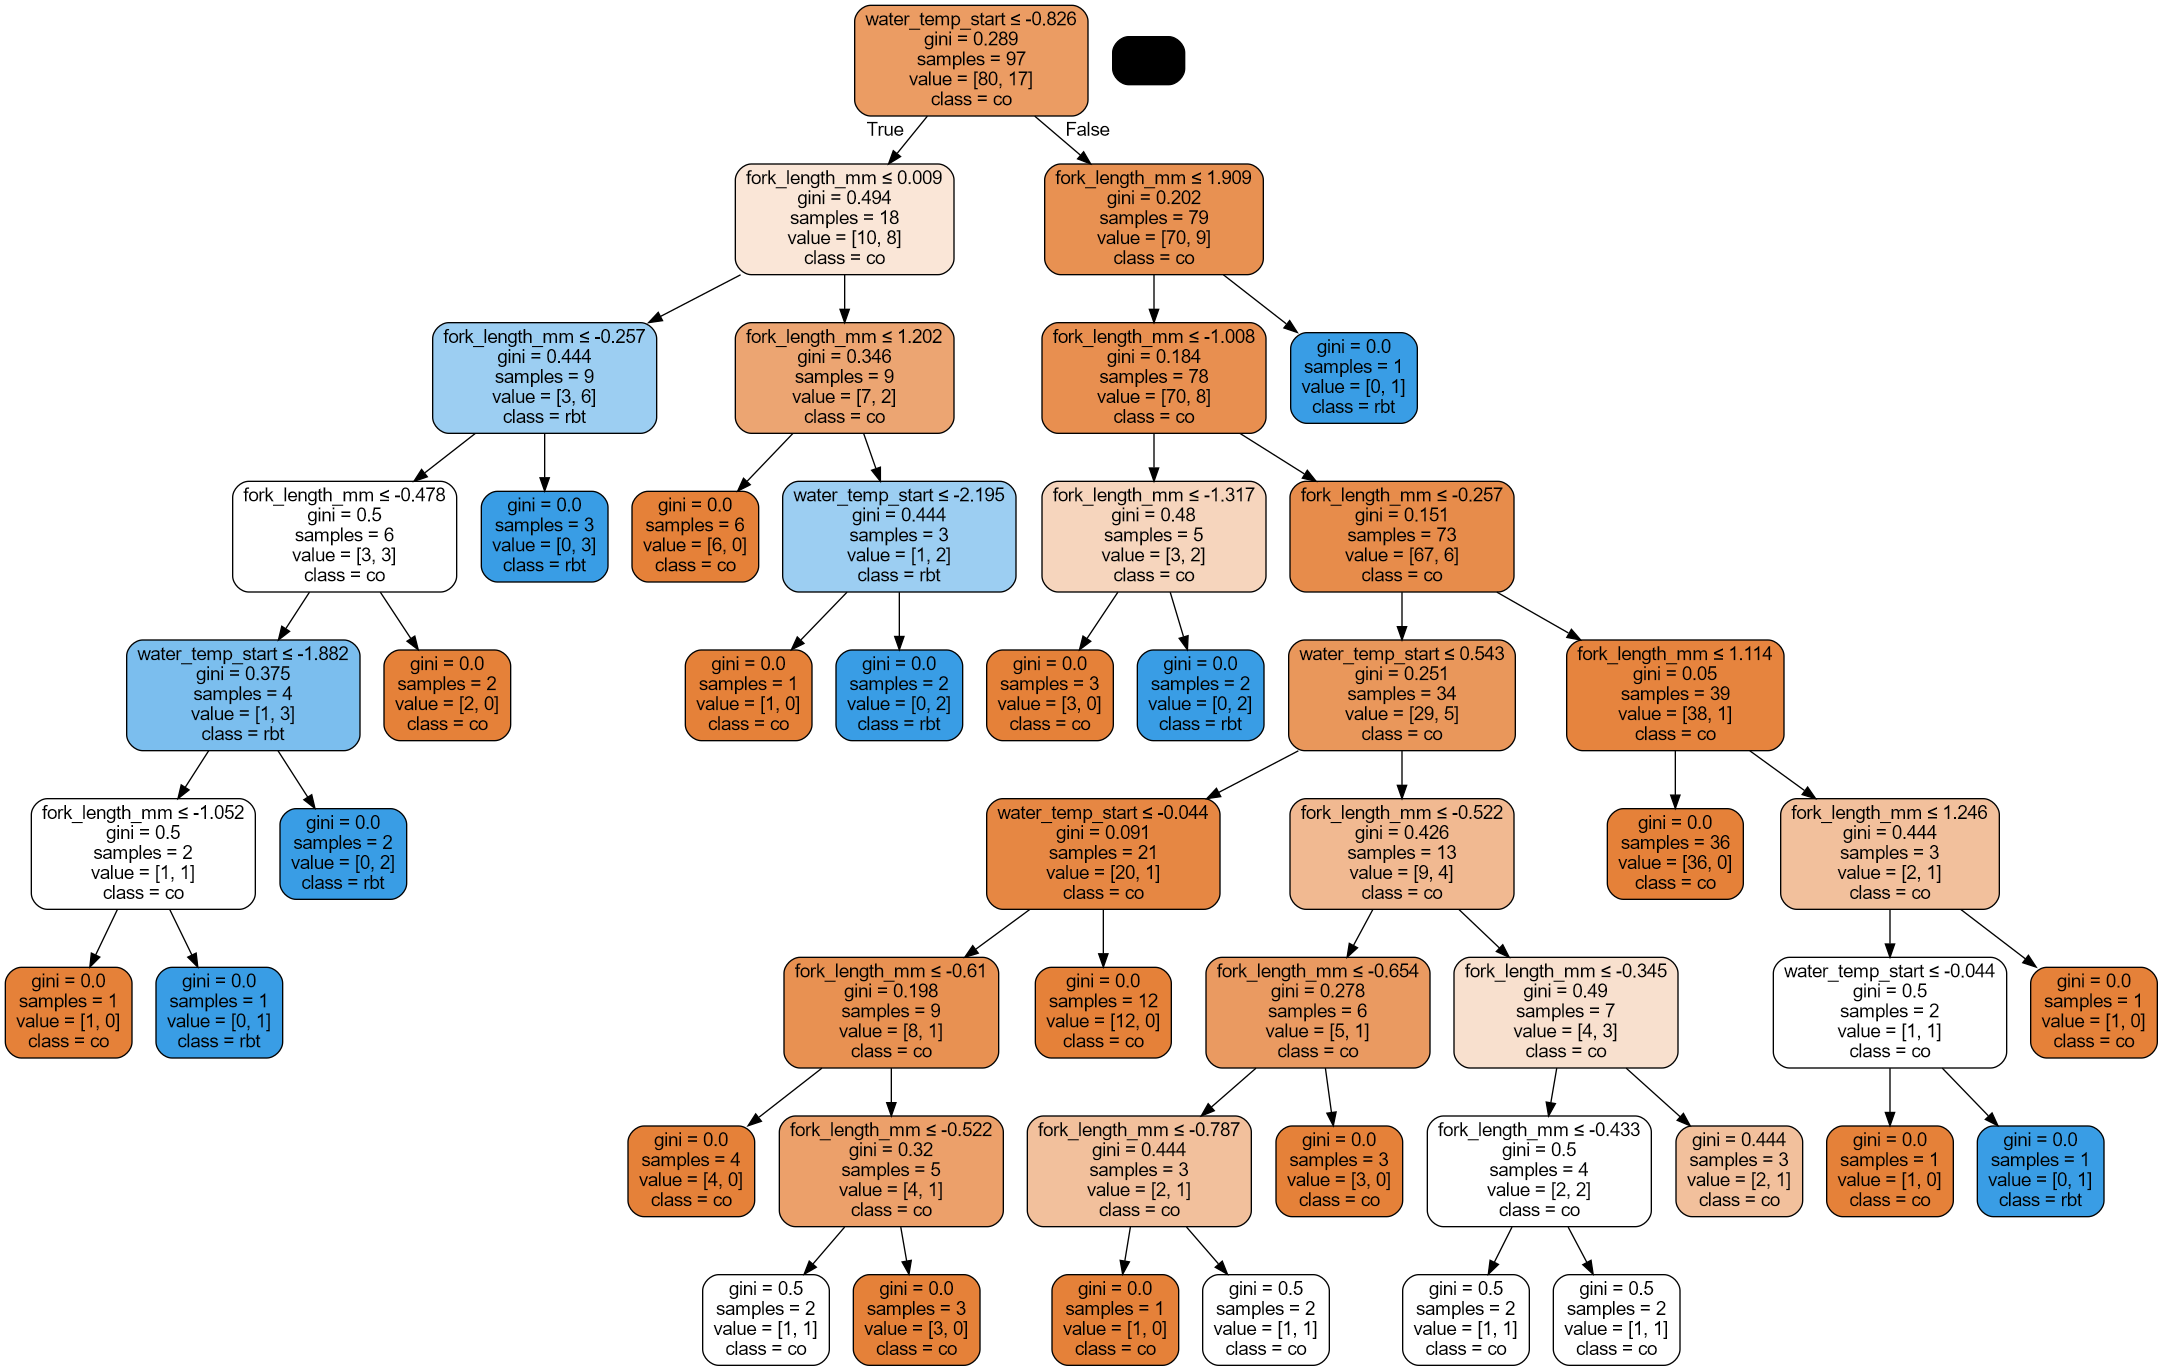 water_temp_start ≤ -0.826
gini = 0.289
samples = 97
value = [80, 17]
class = co
True
False
fork_length_mm ≤ 0.009
gini = 0.494
samples = 18
value = [10, 8]
class = co
fork_length_mm ≤ 1.909
gini = 0.202
samples = 79
value = [70, 9]
class = co
fork_length_mm ≤ -0.257
gini = 0.444
samples = 9
value = [3, 6]
class = rbt
fork_length_mm ≤ 1.202
gini = 0.346
samples = 9
value = [7, 2]
class = co
fork_length_mm ≤ -1.008
gini = 0.184
samples = 78
value = [70, 8]
class = co
gini = 0.0
samples = 1
value = [0, 1]
class = rbt
fork_length_mm ≤ -0.478
gini = 0.5
samples = 6
value = [3, 3]
class = co
gini = 0.0
samples = 3
value = [0, 3]
class = rbt
gini = 0.0
samples = 6
value = [6, 0]
class = co
water_temp_start ≤ -2.195
gini = 0.444
samples = 3
value = [1, 2]
class = rbt
fork_length_mm ≤ -1.317
gini = 0.48
samples = 5
value = [3, 2]
class = co
fork_length_mm ≤ -0.257
gini = 0.151
samples = 73
value = [67, 6]
class = co
water_temp_start ≤ -1.882
gini = 0.375
samples = 4
value = [1, 3]
class = rbt
gini = 0.0
samples = 2
value = [2, 0]
class = co
gini = 0.0
samples = 1
value = [1, 0]
class = co
gini = 0.0
samples = 2
value = [0, 2]
class = rbt
gini = 0.0
samples = 3
value = [3, 0]
class = co
gini = 0.0
samples = 2
value = [0, 2]
class = rbt
water_temp_start ≤ 0.543
gini = 0.251
samples = 34
value = [29, 5]
class = co
fork_length_mm ≤ 1.114
gini = 0.05
samples = 39
value = [38, 1]
class = co
fork_length_mm ≤ -1.052
gini = 0.5
samples = 2
value = [1, 1]
class = co
gini = 0.0
samples = 2
value = [0, 2]
class = rbt
water_temp_start ≤ -0.044
gini = 0.091
samples = 21
value = [20, 1]
class = co
fork_length_mm ≤ -0.522
gini = 0.426
samples = 13
value = [9, 4]
class = co
gini = 0.0
samples = 36
value = [36, 0]
class = co
fork_length_mm ≤ 1.246
gini = 0.444
samples = 3
value = [2, 1]
class = co
gini = 0.0
samples = 1
value = [1, 0]
class = co
gini = 0.0
samples = 1
value = [0, 1]
class = rbt
fork_length_mm ≤ -0.61
gini = 0.198
samples = 9
value = [8, 1]
class = co
gini = 0.0
samples = 12
value = [12, 0]
class = co
fork_length_mm ≤ -0.654
gini = 0.278
samples = 6
value = [5, 1]
class = co
fork_length_mm ≤ -0.345
gini = 0.49
samples = 7
value = [4, 3]
class = co
water_temp_start ≤ -0.044
gini = 0.5
samples = 2
value = [1, 1]
class = co
gini = 0.0
samples = 1
value = [1, 0]
class = co
gini = 0.0
samples = 4
value = [4, 0]
class = co
fork_length_mm ≤ -0.522
gini = 0.32
samples = 5
value = [4, 1]
class = co
fork_length_mm ≤ -0.787
gini = 0.444
samples = 3
value = [2, 1]
class = co
gini = 0.0
samples = 3
value = [3, 0]
class = co
fork_length_mm ≤ -0.433
gini = 0.5
samples = 4
value = [2, 2]
class = co
gini = 0.444
samples = 3
value = [2, 1]
class = co
gini = 0.0
samples = 1
value = [1, 0]
class = co
gini = 0.0
samples = 1
value = [0, 1]
class = rbt
gini = 0.5
samples = 2
value = [1, 1]
class = co
gini = 0.0
samples = 3
value = [3, 0]
class = co
gini = 0.0
samples = 1
value = [1, 0]
class = co
gini = 0.5
samples = 2
value = [1, 1]
class = co
gini = 0.5
samples = 2
value = [1, 1]
class = co
gini = 0.5
samples = 2
value = [1, 1]
class = co